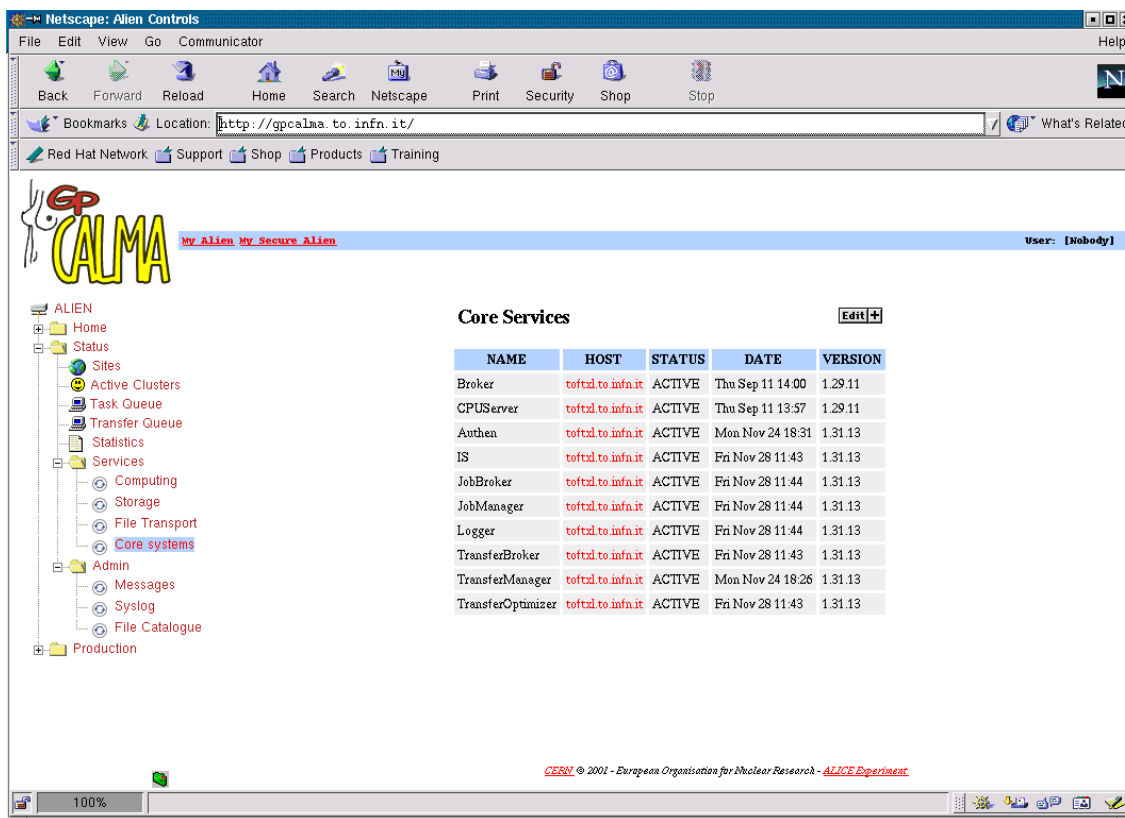 Netscape: Alien Controls
File Edit View Go Communicator Help
Back Forward Reload Home Search My Netscape Print Security Shop Stop N
Bookmarks Location: http://gpcalma.to.infn.it/ What's Related
Red Hat Network Support Shop Products Training
GP
CALMA
My Alien My Secure Alien User: [Nobody]
ALIEN
Home
Status
Sites
Active Clusters
Task Queue
Transfer Queue
Statistics
Services
Computing
Storage
File Transport
Core systems
Admin
Messages
Syslog
File Catalogue
Production
Core Services Edit +
NAME HOST STATUS DATE VERSION
Broker toftxl.to.infn.it ACTIVE Thu Sep 11 14:00 1.29.11
CPUServer toftxl.to.infn.it ACTIVE Thu Sep 11 13:57 1.29.11
Authen toftxl.to.infn.it ACTIVE Mon Nov 24 18:31 1.31.13
IS toftxl.to.infn.it ACTIVE Fri Nov 28 11:43 1.31.13
JobBroker toftxl.to.infn.it ACTIVE Fri Nov 28 11:44 1.31.13
JobManager toftxl.to.infn.it ACTIVE Fri Nov 28 11:44 1.31.13
Logger toftxl.to.infn.it ACTIVE Fri Nov 28 11:44 1.31.13
TransferBroker toftxl.to.infn.it ACTIVE Fri Nov 28 11:43 1.31.13
TransferManager toftxl.to.infn.it ACTIVE Mon Nov 24 18:26 1.31.13
TransferOptimizer toftxl.to.infn.it ACTIVE Fri Nov 28 11:43 1.31.13
CERN © 2001 - European Organisation for Nuclear Research - ALICE Experiment
100%